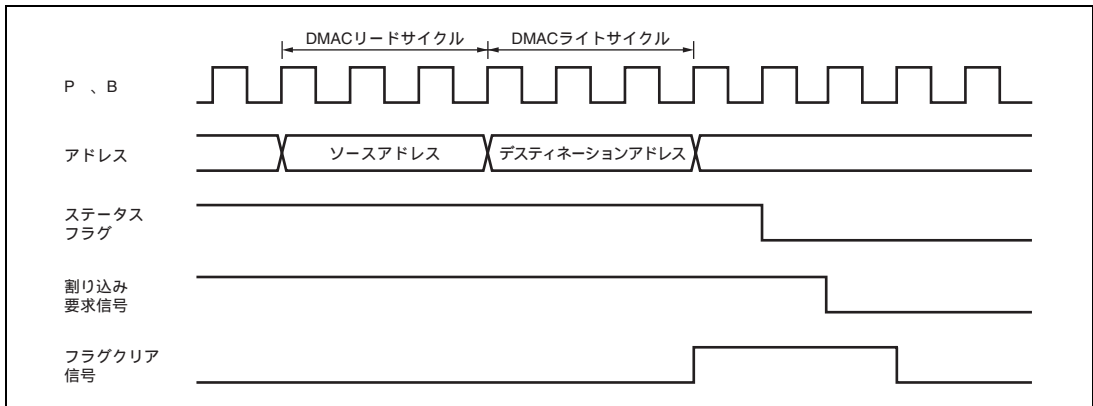 DMACリードサイクル DMACライトサイクル
P 、B
アドレス ソースアドレス デスティネーションアドレス
ステータス
フラグ
割り込み
要求信号
フラグクリア
信号